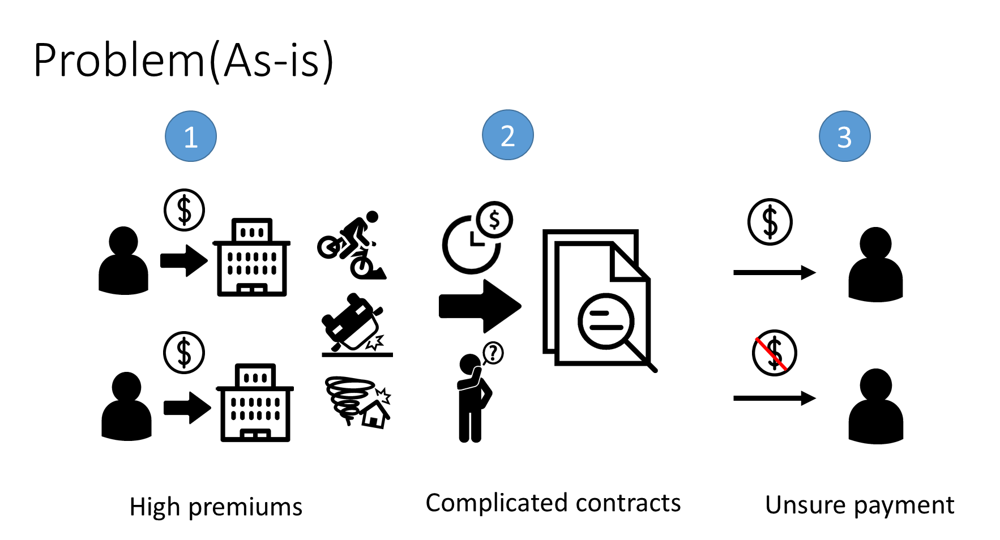 Problem(As-is)
1
2
3
$
$
$
$
$
?
High premiums
Complicated contracts
Unsure payment